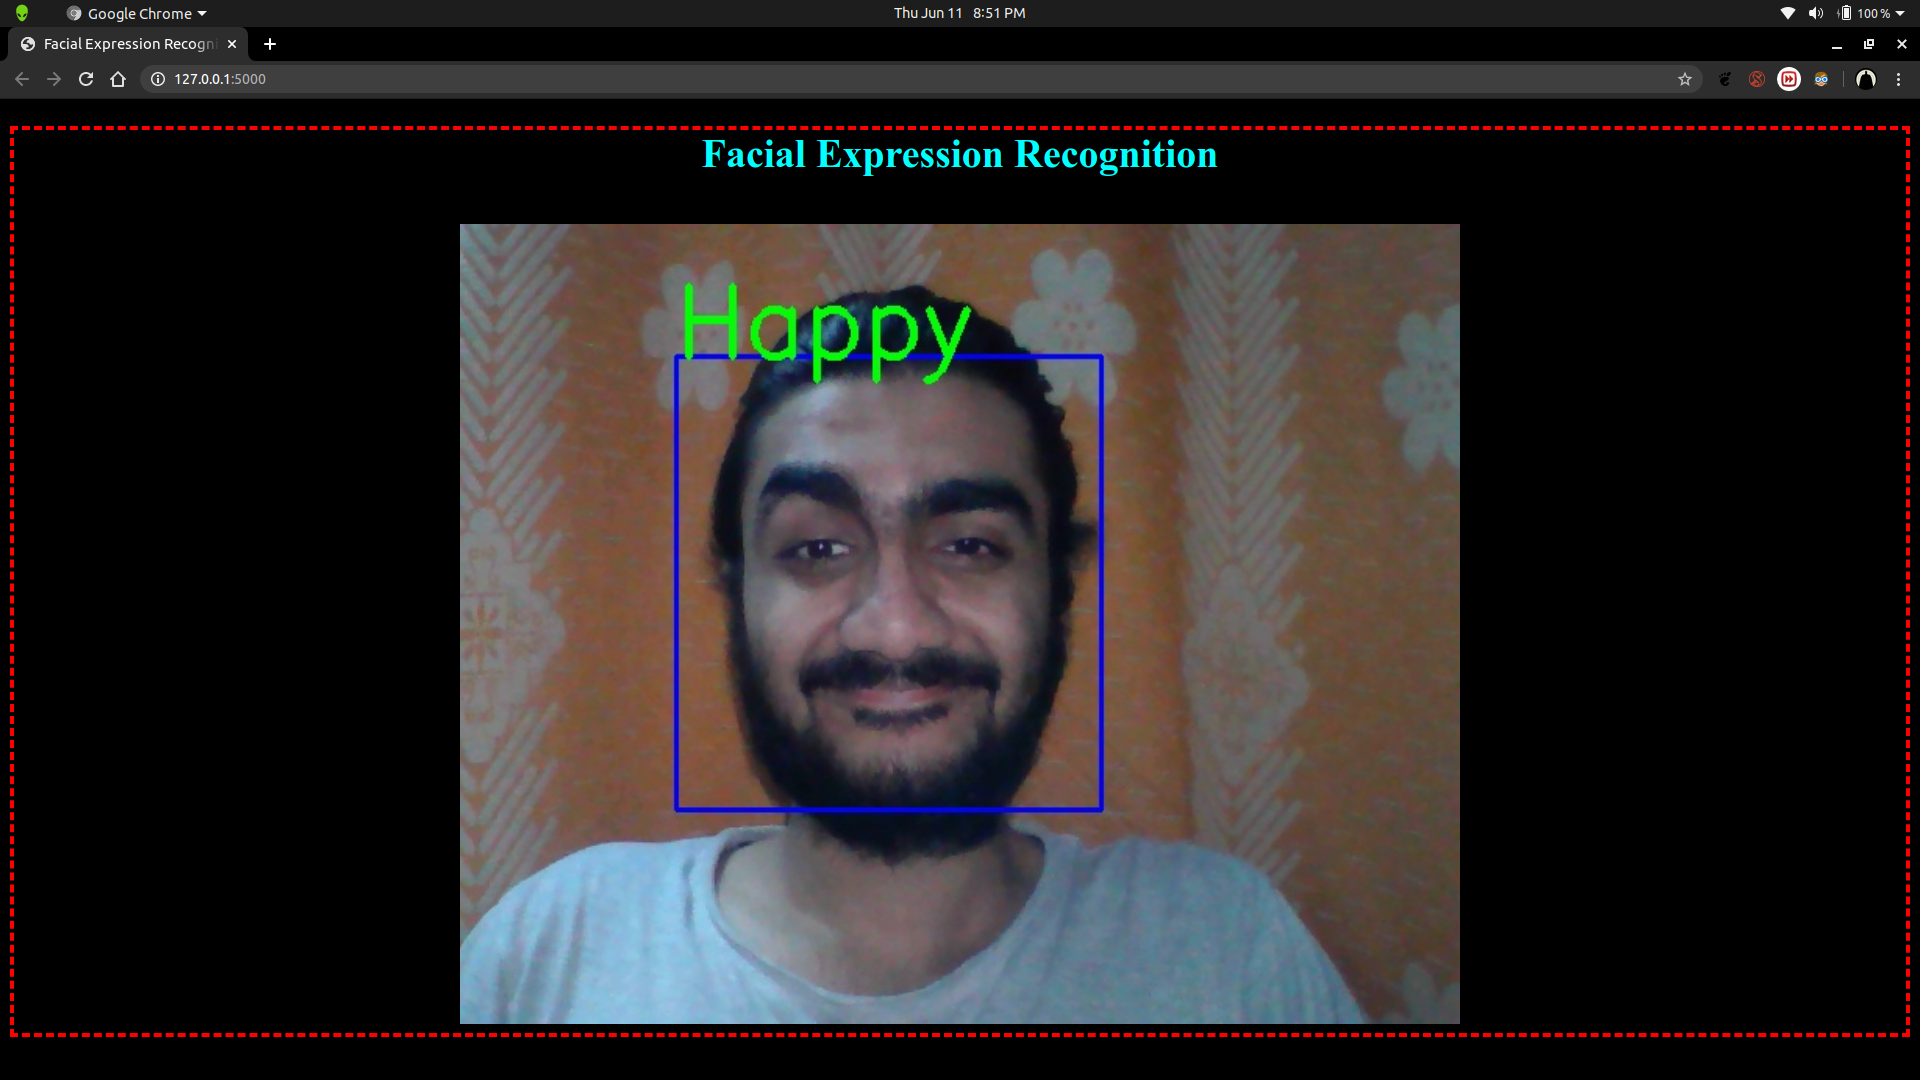 Google Chrome
Thu Jun 11 8:51 PM
100 %
Facial Expression Recogni
127.0.0.1:5000
Facial Expression Recognition
Happy